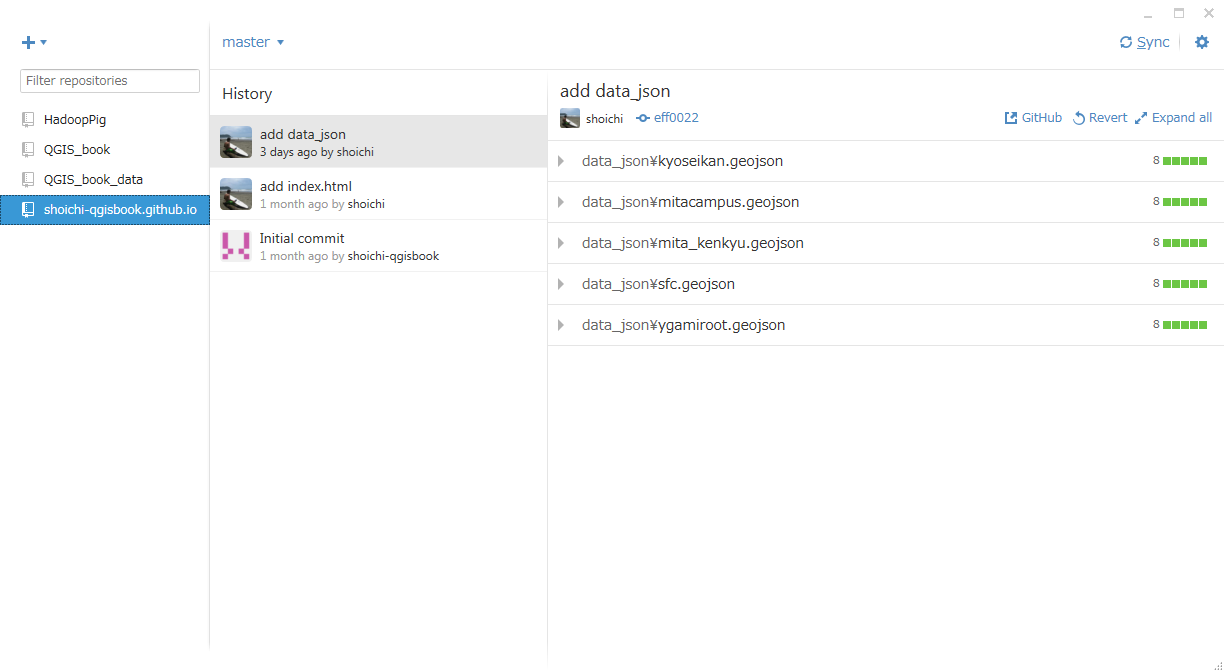 master
Sync
Filter repositories
HadoopPig
QGIS_book
QGIS_book_data
shoichi-qgisbook.github.io
History
add data_json
3 days ago by shoichi
add index.html
1 month ago by shoichi
Initial commit
1 month ago by shoichi-qgisbook
add data_json
shoichi eff0022
GitHub Revert Expand all
data_json¥kyoseikan.geojson 8
data_json¥mitacampus.geojson 8
data_json¥mita_kenkyu.geojson 8
data_json¥sfc.geojson 8
data_json¥ygamiroot.geojson 8